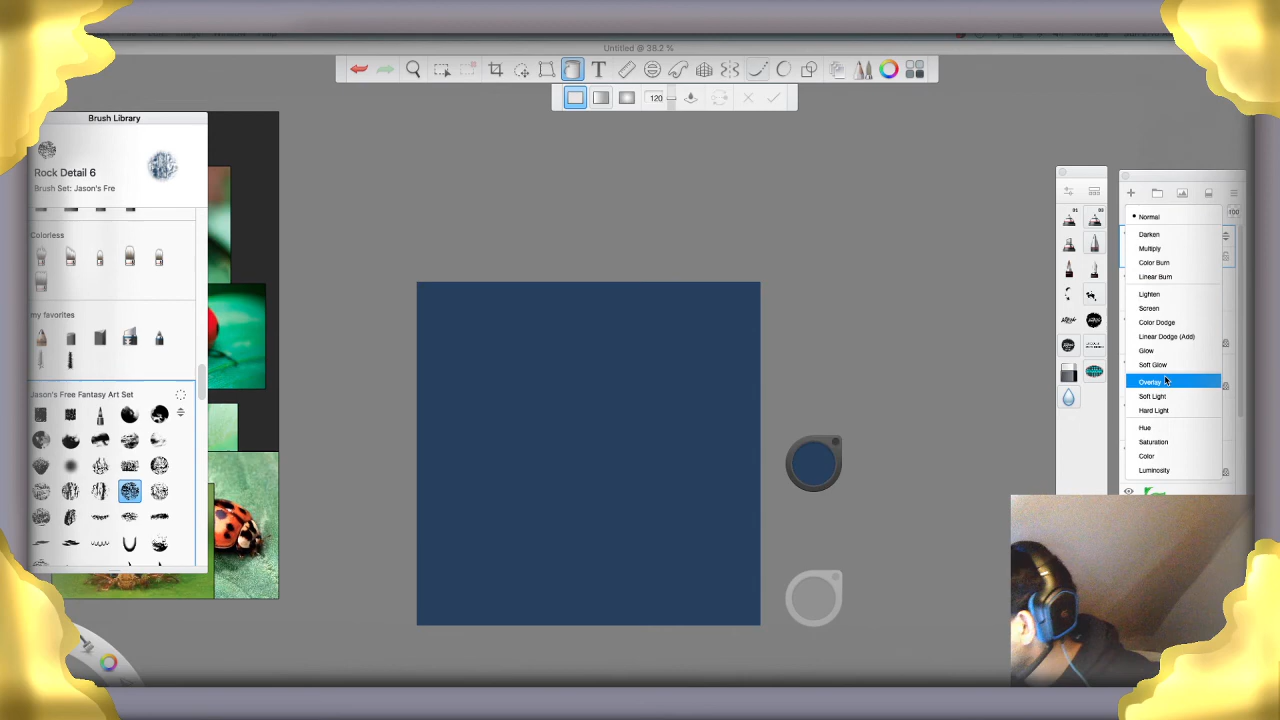 Untitled @ 38.2 %
120
Brush Library
Rock Detail 6
Brush Set: Jason's Fre
Colorless
my favorites
Jason's Free Fantasy Art Set
100
Normal
Darken
Multiply
Color Burn
Linear Burn
Lighten
Screen
Color Dodge
Linear Dodge (Add)
Glow
Soft Glow
Overlay
Soft Light
Hard Light
Hue
Saturation
Color
Luminosity